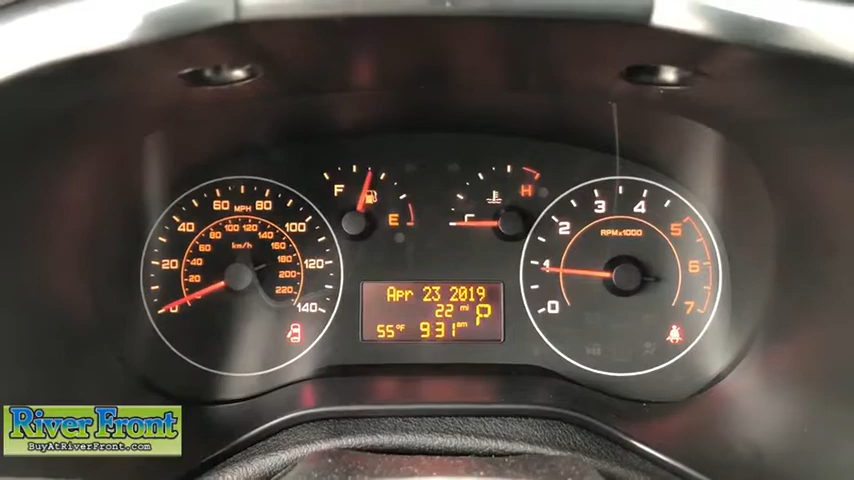 F
E
C H
60 MPH 80
40 100
20 120
0 140
80 100 120 140
60 km/h 160
40 180
20 200
220
Apr 23 2019
22 mi P
55°F 9:31 am
3 4
2 RPMx1000 5
1 6
0 7
River Front
BuyAtRiverFront.com